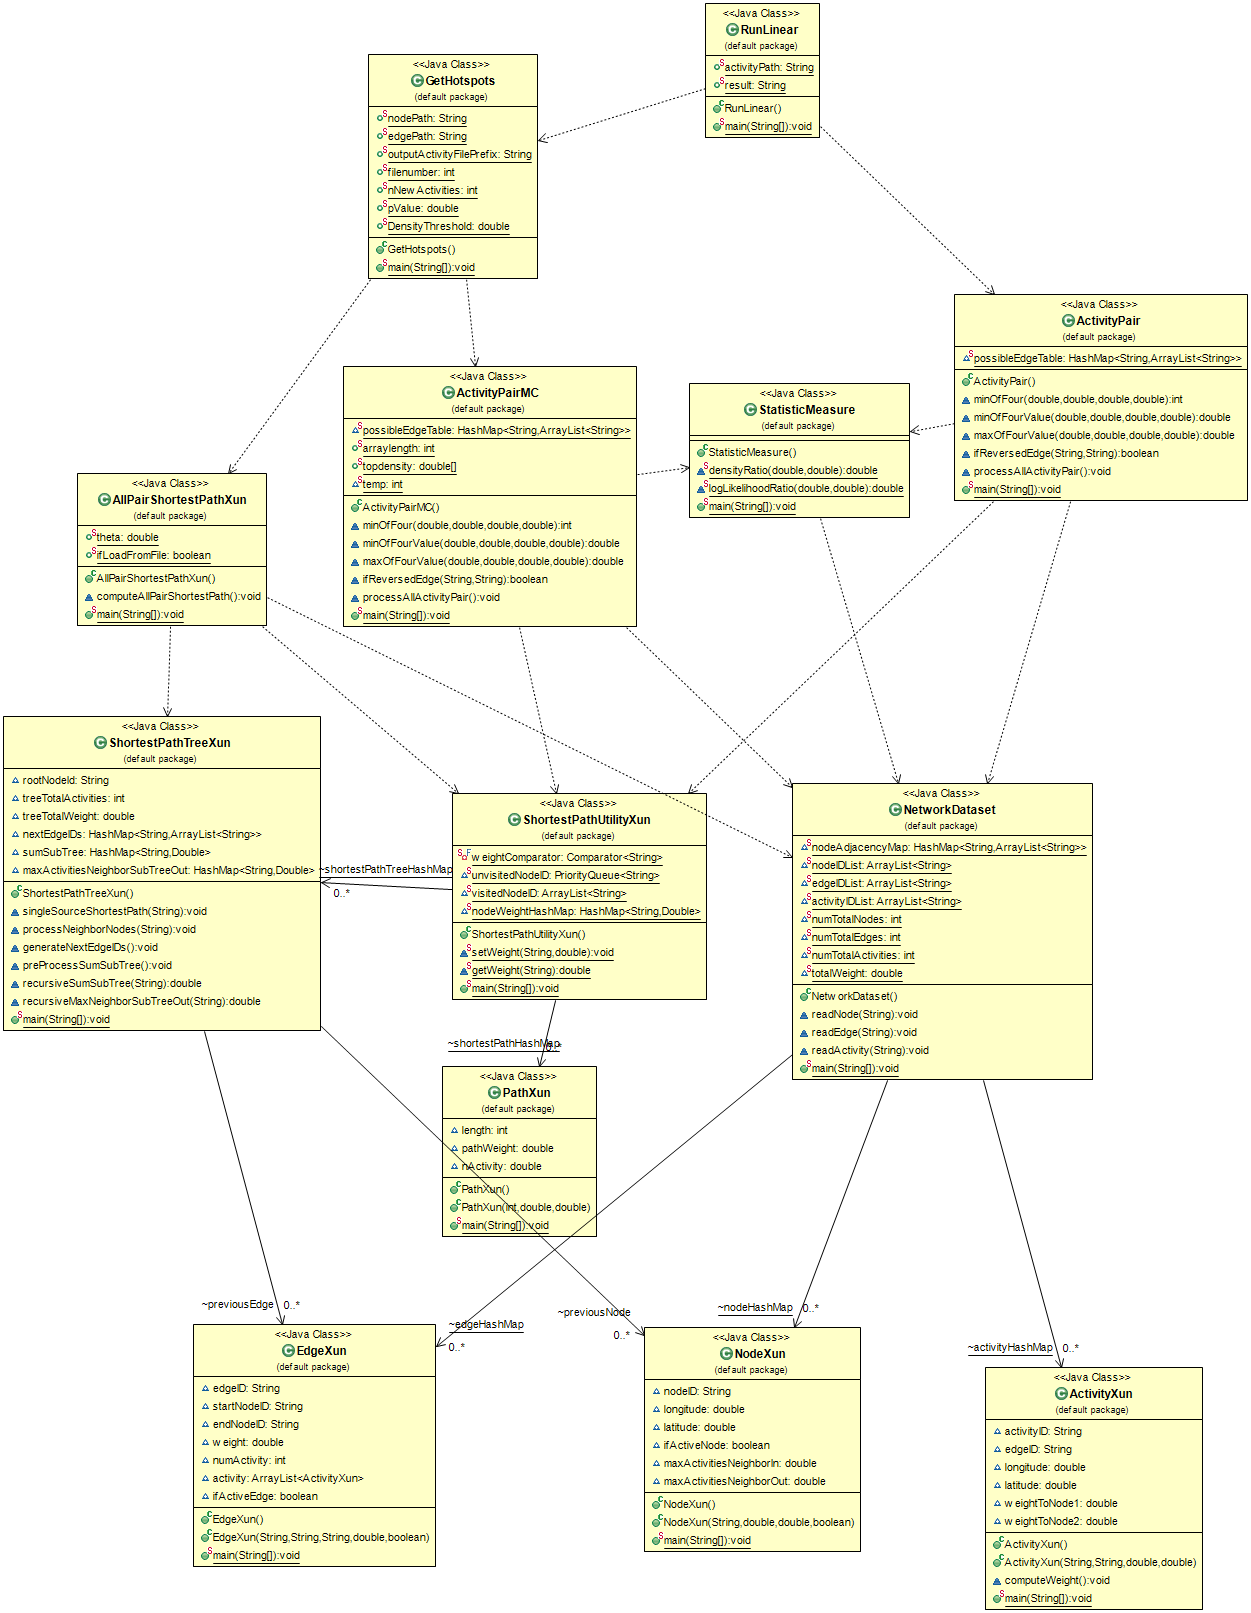 <<Java Class>>
RunLinear
(default package)
activityPath: String
result: String
RunLinear()
main(String[]):void
<<Java Class>>
GetHotspots
(default package)
nodePath: String
edgePath: String
outputActivityFilePrefix: String
filenumber: int
nNewActivities: int
pValue: double
DensityThreshold: double
GetHotspots()
main(String[]):void
<<Java Class>>
ActivityPair
(default package)
possibleEdgeTable: HashMap<String,ArrayList<String>>
ActivityPair()
minOfFour(double,double,double,double):int
minOfFourValue(double,double,double,double):double
maxOfFourValue(double,double,double,double):double
ifReversedEdge(String,String):boolean
processAllActivityPair():void
main(String[]):void
<<Java Class>>
ActivityPairMC
(default package)
possibleEdgeTable: HashMap<String,ArrayList<String>>
arraylength: int
topdensity: double[]
temp: int
ActivityPairMC()
minOfFour(double,double,double,double):int
minOfFourValue(double,double,double,double):double
maxOfFourValue(double,double,double,double):double
ifReversedEdge(String,String):boolean
processAllActivityPair():void
main(String[]):void
<<Java Class>>
StatisticMeasure
(default package)
StatisticMeasure()
densityRatio(double,double):double
logLikelihoodRatio(double,double):double
main(String[]):void
<<Java Class>>
AllPairShortestPathXun
(default package)
theta: double
ifLoadFromFile: boolean
AllPairShortestPathXun()
computeAllPairShortestPath():void
main(String[]):void
<<Java Class>>
ShortestPathTreeXun
(default package)
rootNodeId: String
treeTotalActivities: int
treeTotalWeight: double
nextEdgeIDs: HashMap<String,ArrayList<String>>
sumSubTree: HashMap<String,Double>
maxActivitiesNeighborSubTreeOut: HashMap<String,Double>
ShortestPathTreeXun()
singleSourceShortestPath(String):void
processNeighborNodes(String):void
generateNextEdgeIDs():void
preProcessSumSubTree():void
recursiveSumSubTree(String):double
recursiveMaxNeighborSubTreeOut(String):double
main(String[]):void
~shortestPathTreeHashMap
0..*
<<Java Class>>
ShortestPathUtilityXun
(default package)
weightComparator: Comparator<String>
unvisitedNodeID: PriorityQueue<String>
visitedNodeID: ArrayList<String>
nodeWeightHashMap: HashMap<String,Double>
ShortestPathUtilityXun()
setWeight(String,double):void
getWeight(String):double
main(String[]):void
<<Java Class>>
NetworkDataset
(default package)
nodeAdjacencyMap: HashMap<String,ArrayList<String>>
nodeIDList: ArrayList<String>
edgeIDList: ArrayList<String>
activityIDList: ArrayList<String>
numTotalNodes: int
numTotalEdges: int
numTotalActivities: int
totalWeight: double
NetworkDataset()
readNode(String):void
readEdge(String):void
readActivity(String):void
main(String[]):void
~shortestPathHashMap
0..*
<<Java Class>>
PathXun
(default package)
length: int
pathWeight: double
nActivity: double
PathXun()
PathXun(int,double,double)
main(String[]):void
~previousEdge 0..*
~edgeHashMap
0..*
~previousNode
0..*
~nodeHashMap 0..*
~activityHashMap 0..*
<<Java Class>>
EdgeXun
(default package)
edgeID: String
startNodeID: String
endNodeID: String
weight: double
numActivity: int
activity: ArrayList<ActivityXun>
ifActiveEdge: boolean
EdgeXun()
EdgeXun(String,String,String,double,boolean)
main(String[]):void
<<Java Class>>
NodeXun
(default package)
nodeID: String
longitude: double
latitude: double
ifActiveNode: boolean
maxActivitiesNeighborIn: double
maxActivitiesNeighborOut: double
NodeXun()
NodeXun(String,double,double,boolean)
main(String[]):void
<<Java Class>>
ActivityXun
(default package)
activityID: String
edgeID: String
longitude: double
latitude: double
weightToNode1: double
weightToNode2: double
ActivityXun()
ActivityXun(String,String,double,double)
computeWeight():void
main(String[]):void